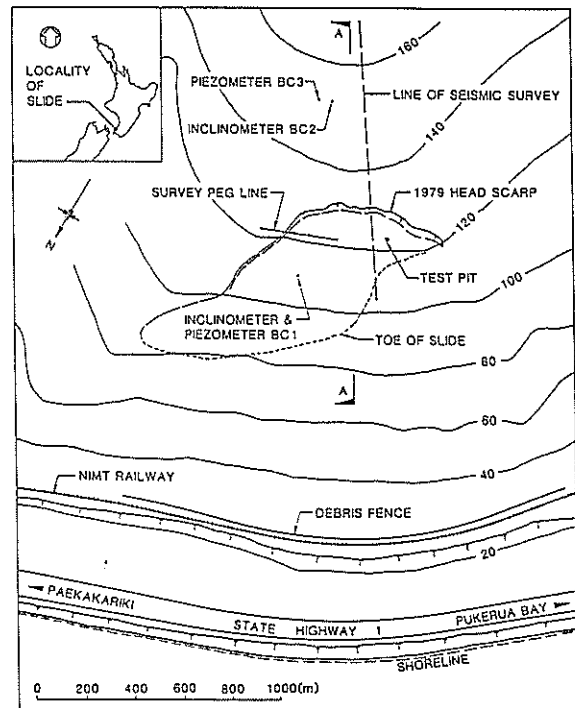 A
160
LOCALITY
OF
SLIDE
PIEZOMETER BC3
LINE OF SEISMIC SURVEY
INCLINOMETER BC2
140
SURVEY PEG LINE
1979 HEAD SCARP
120
N
TEST PIT
100
INCLINOMETER &
PIEZOMETER BC1
TOE OF SLIDE
80
A
60
40
NIMT RAILWAY
DEBRIS FENCE
20
PAEKAKARIKI
STATE HIGHWAY 1
PUKERUA BAY
SHORELINE
0 200 400 600 800 1000(m)